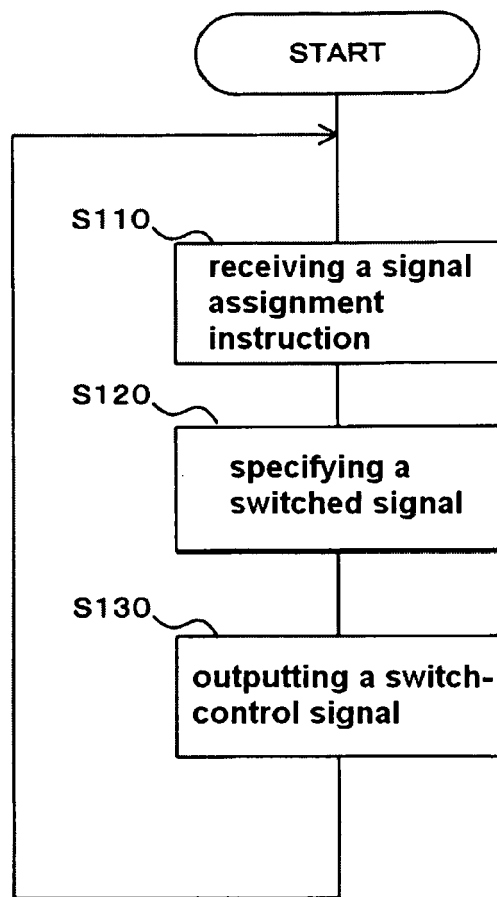 START
S110
receiving a signal
assignment
instruction
S120
specifying a
switched signal
S130
outputting a switch-
control signal